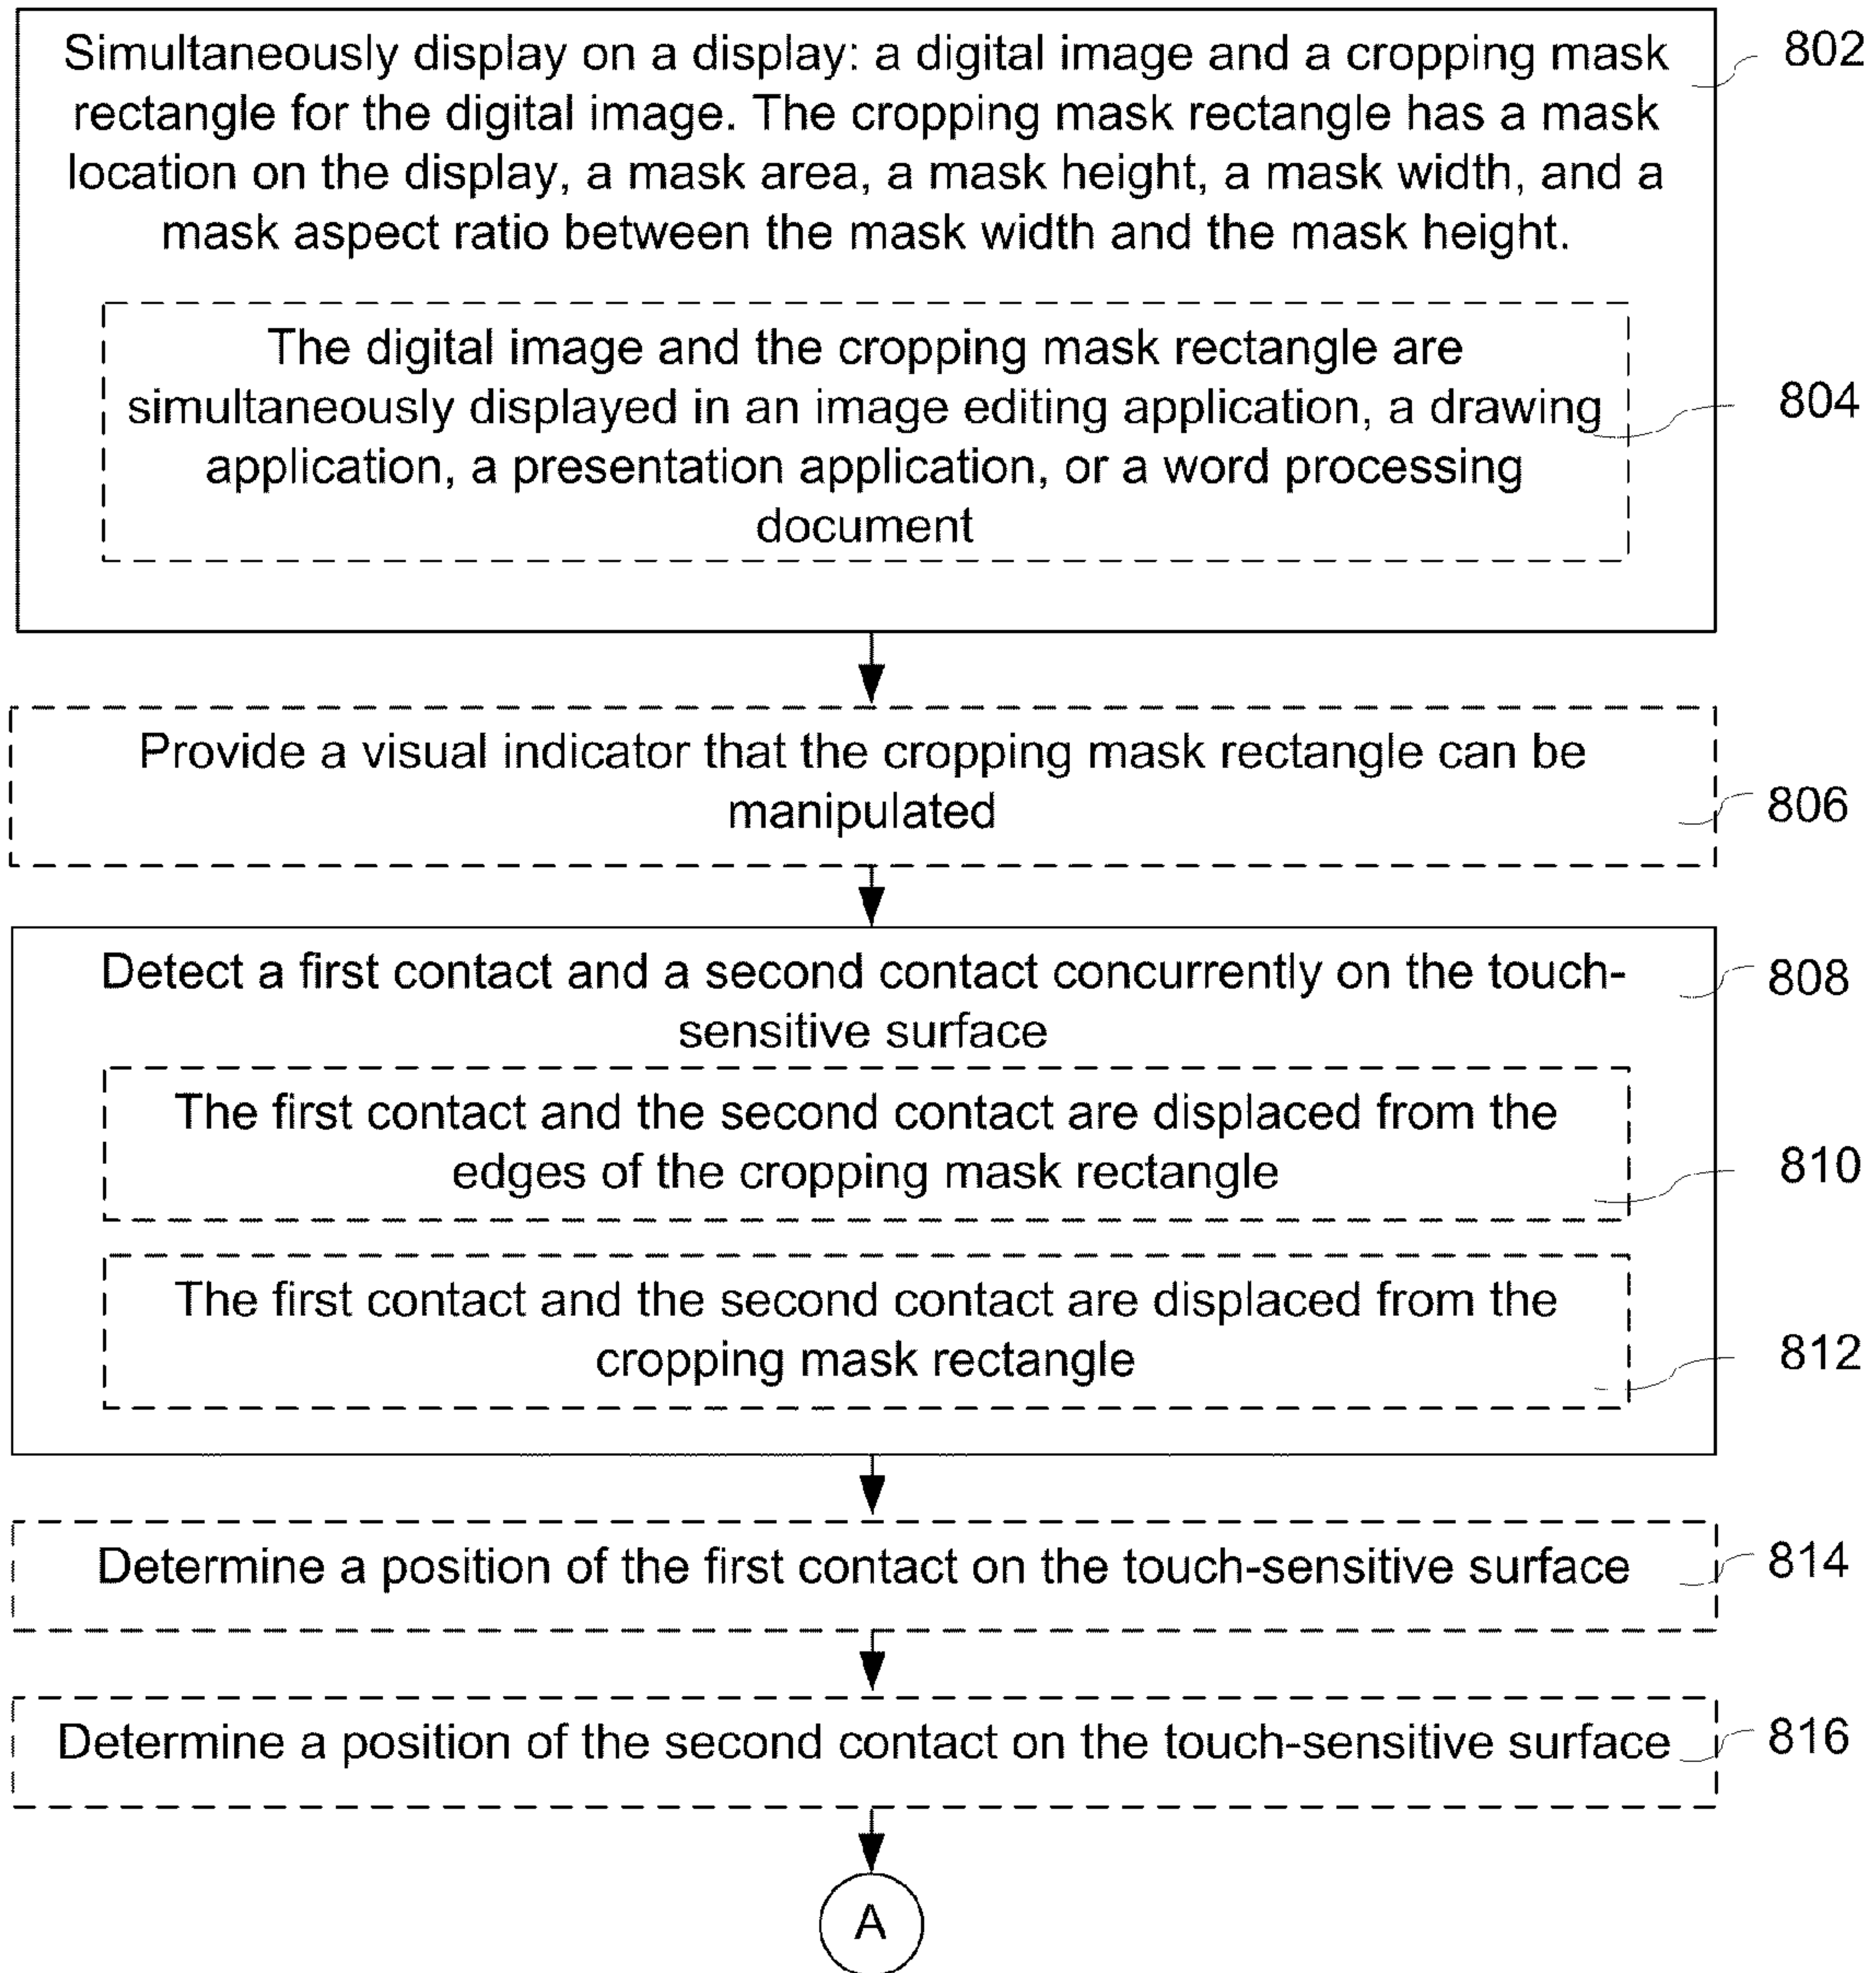 Simultaneously display on a display: a digital image and a cropping mask
802
rectangle for the digital image. The cropping mask rectangle has a mask
location on the display, a mask area, a mask height, a mask width, and a
mask aspect ratio between the mask width and the mask height.
The digital image and the cropping mask rectangle are
simultaneously displayed in an image editing application, a drawing
804
application, a presentation application, or a word processing
document
Provide a visual indicator that the cropping mask rectangle can be
manipulated
806
Detect a first contact and a second contact concurrently on the touch-
808
sensitive surface
The first contact and the second contact are displaced from the
edges of the cropping mask rectangle
810
The first contact and the second contact are displaced from the
cropping mask rectangle
812
Determine a position of the first contact on the touch-sensitive surface
814
Determine a position of the second contact on the touch-sensitive surface
816
A